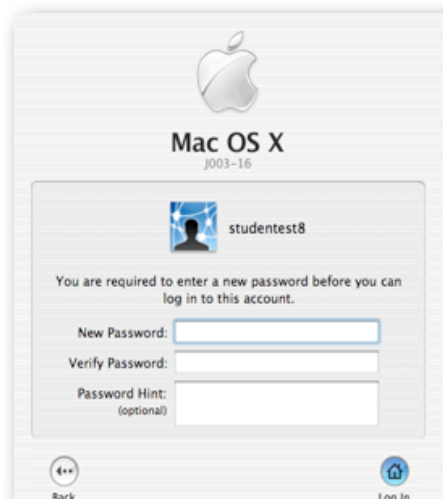 Mac OS X
J003-16
studentest8
You are required to enter a new password before you can
log in to this account.
New Password:
Verify Password:
Password Hint:
(optional)
Back
Log In